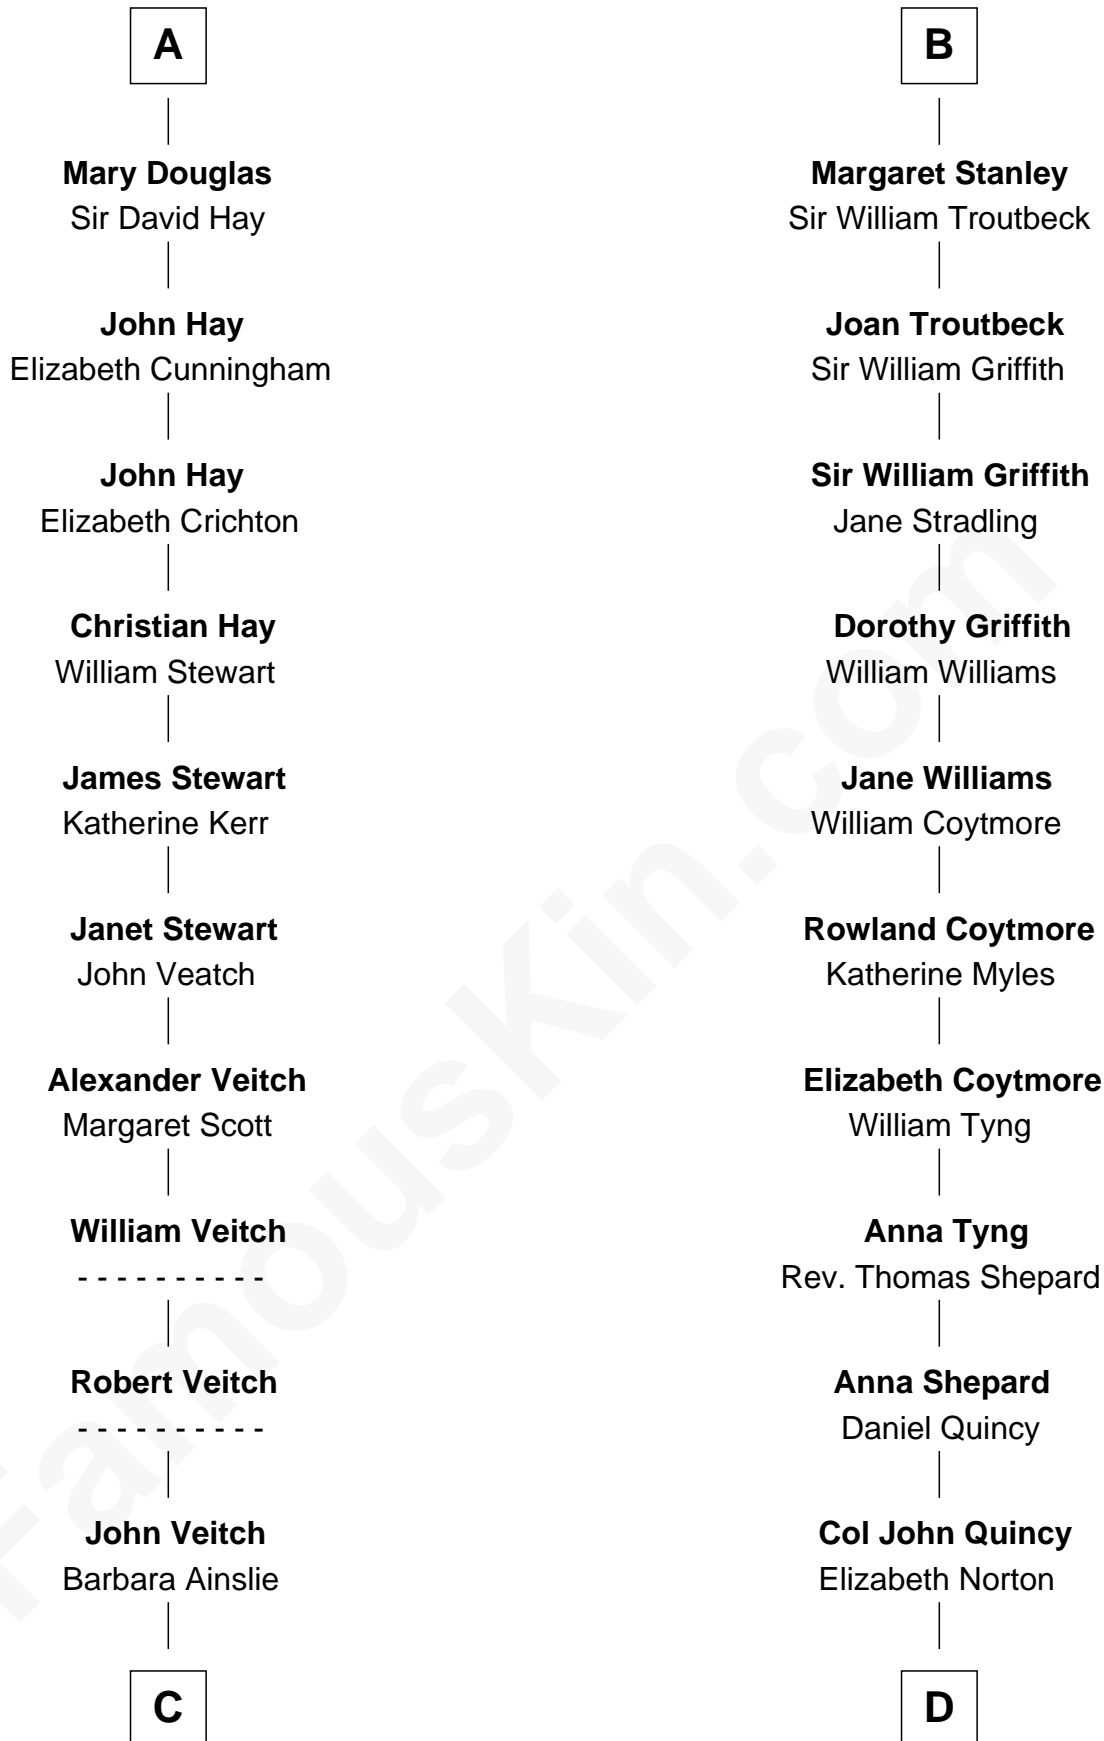 A
Mary Douglas
Sir David Hay
John Hay
Elizabeth Cunningham
John Hay
Elizabeth Crichton
Christian Hay
William Stewart
James Stewart
Katherine Kerr
Janet Stewart
John Veatch
Alexander Veitch
Margaret Scott
William Veitch
- - - - - - - - - -
Robert Veitch
- - - - - - - - - -
John Veitch
Barbara Ainslie
C
B
Margaret Stanley
Sir William Troutbeck
Joan Troutbeck
Sir William Griffith
Sir William Griffith
Jane Stradling
Dorothy Griffith
William Williams
Jane Williams
William Coytmore
Rowland Coytmore
Katherine Myles
Elizabeth Coytmore
William Tyng
Anna Tyng
Rev. Thomas Shepard
Anna Shepard
Daniel Quincy
Col John Quincy
Elizabeth Norton
D
FamousKin.com